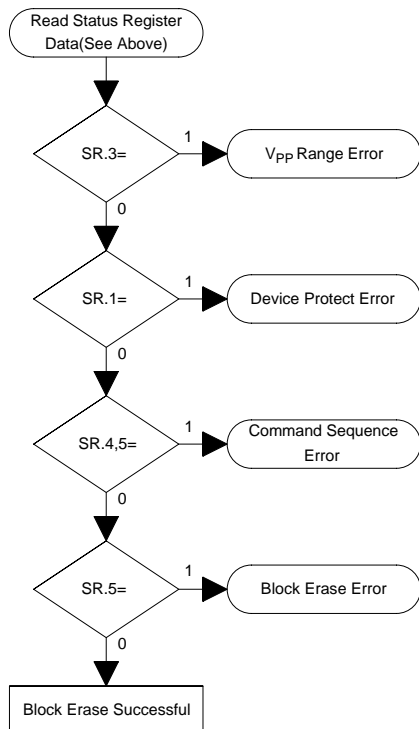 Read Status Register
Data(See Above)
SR.3=
1
VPP Range Error
0
SR.1=
1
Device Protect Error
0
SR.4,5=
1
Command Sequence
Error
0
SR.5=
1
Block Erase Error
0
Block Erase Successful